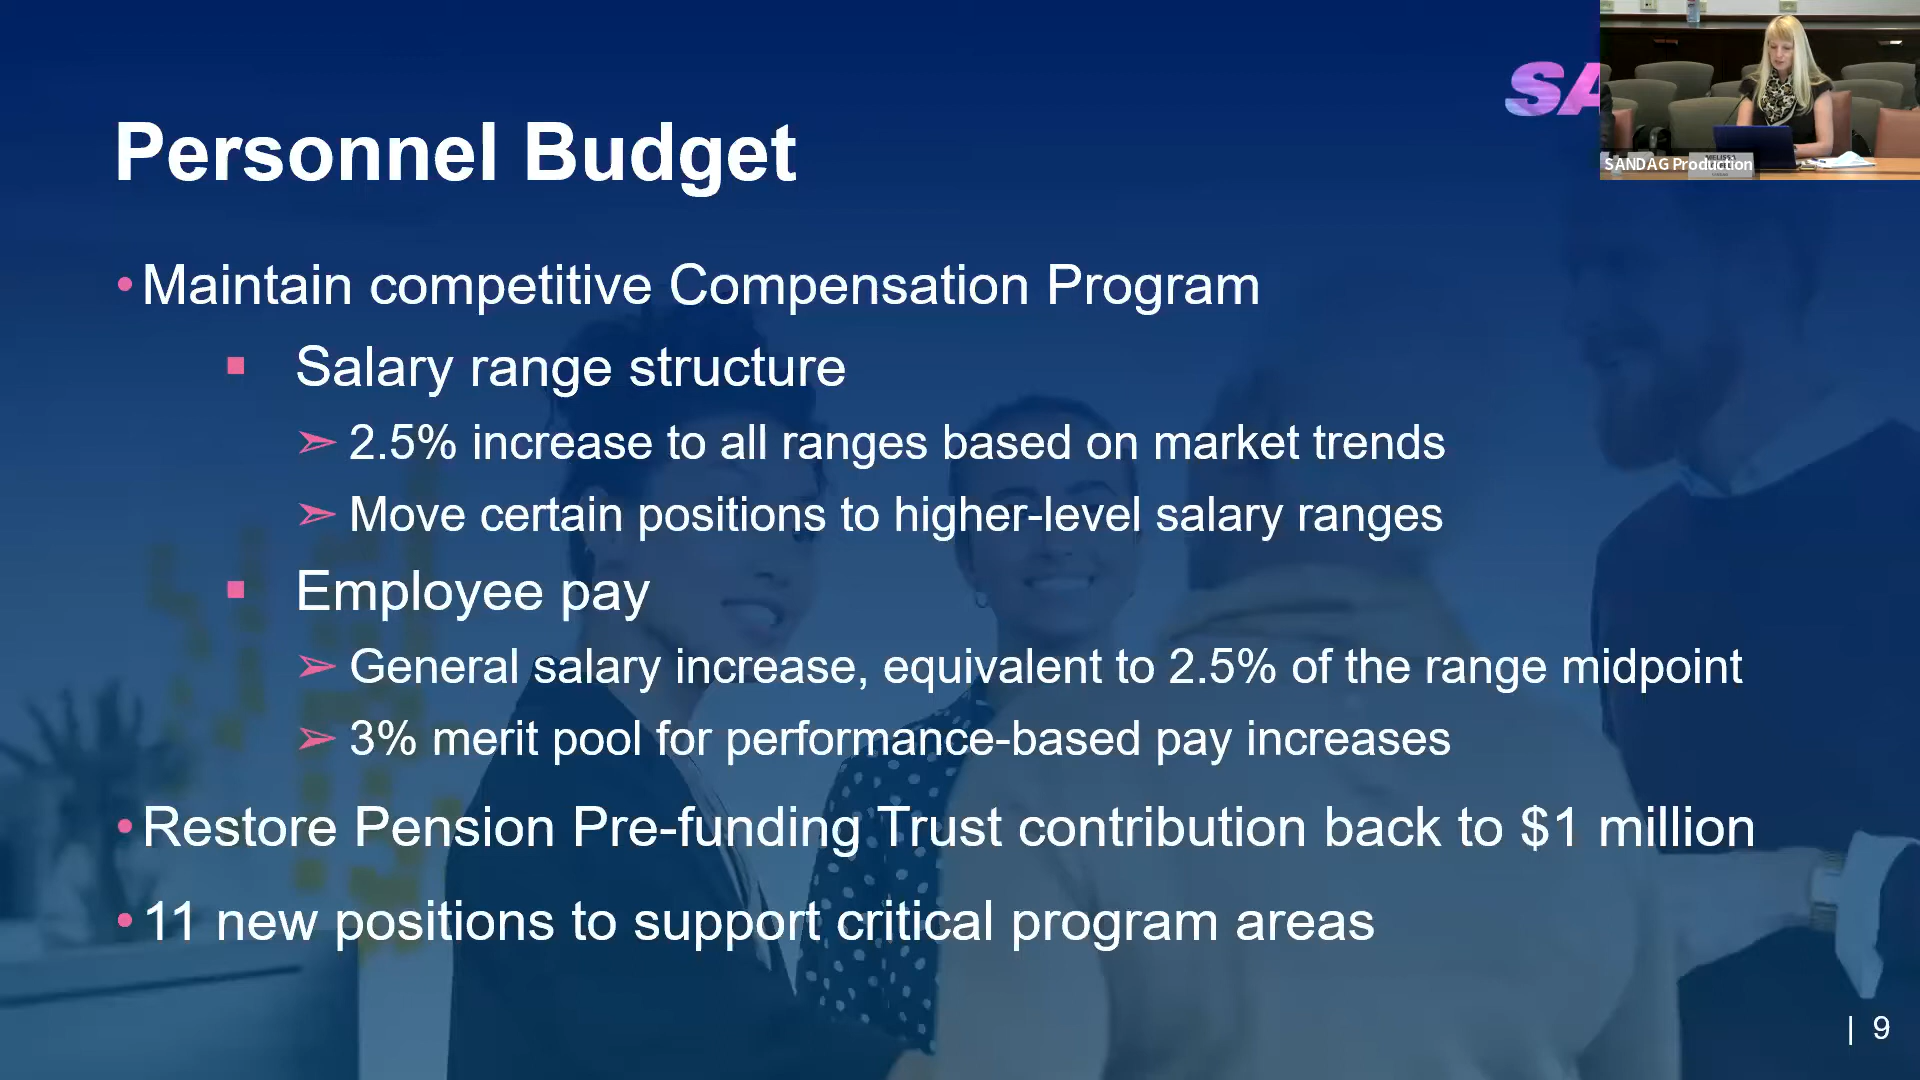 SA
SANDAG Production
Personnel Budget
• Maintain competitive Compensation Program
▪ Salary range structure
➢ 2.5% increase to all ranges based on market trends
➢ Move certain positions to higher-level salary ranges
▪ Employee pay
➢ General salary increase, equivalent to 2.5% of the range midpoint
➢ 3% merit pool for performance-based pay increases
• Restore Pension Pre-funding Trust contribution back to $1 million
• 11 new positions to support critical program areas
| 9